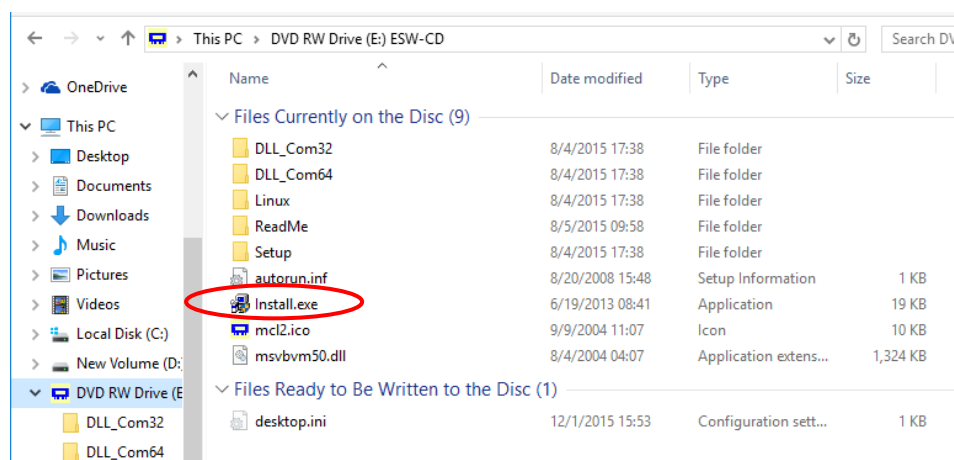 This PC > DVD RW Drive (E:) ESW-CD
Search DV
OneDrive
This PC
Desktop
Documents
Downloads
Music
Pictures
Videos
Local Disk (C:)
New Volume (D:
DVD RW Drive (E
DLL_Com32
DLL_Com64
Name Date modified Type Size
Files Currently on the Disc (9)
DLL_Com32 8/4/2015 17:38 File folder
DLL_Com64 8/4/2015 17:38 File folder
Linux 8/4/2015 17:38 File folder
ReadMe 8/5/2015 09:58 File folder
Setup 8/4/2015 17:38 File folder
autorun.inf 8/20/2008 15:48 Setup Information 1 KB
Install.exe 6/19/2013 08:41 Application 19 KB
mcl2.ico 9/9/2004 11:07 Icon 10 KB
msvbvm50.dll 8/4/2004 04:07 Application extens... 1,324 KB
Files Ready to Be Written to the Disc (1)
desktop.ini 12/1/2015 15:53 Configuration sett... 1 KB